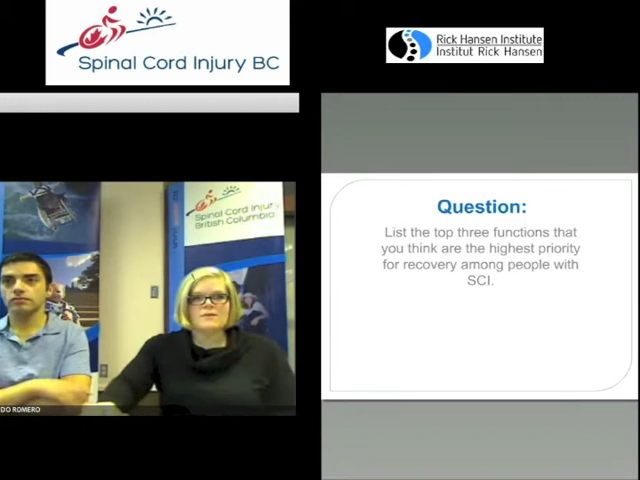 Spinal Cord Injury BC
Rick Hansen Institute
Institut Rick Hansen
Spinal Cord Injury
British Columbia
DO ROMERO
Question:
List the top three functions that
you think are the highest priority
for recovery among people with
SCI.